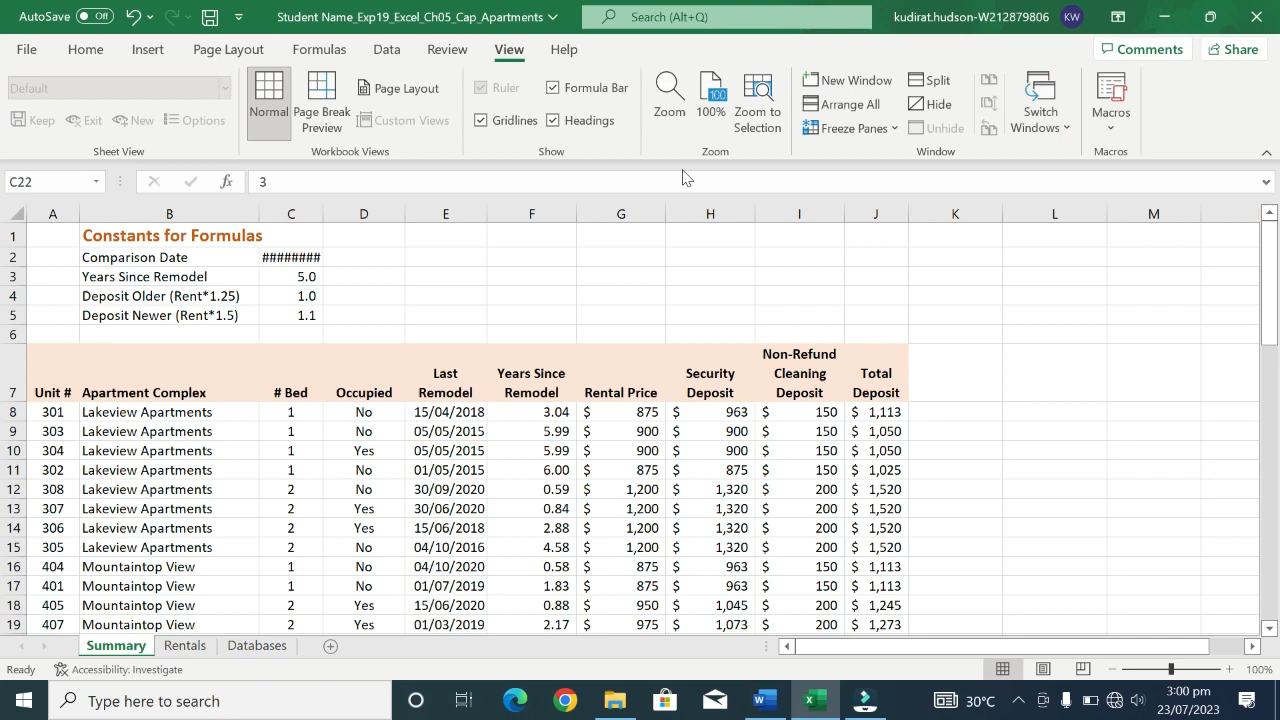 AutoSave Off Student Name_Exp19_Excel_Ch05_Cap_Apartments Search (Alt+Q) kudirat.hudson-W212879806 KW
File Home Insert Page Layout Formulas Data Review View Help Comments Share
Default
Keep Exit New Options
Sheet View
Normal Page Break Preview Page Layout Custom Views
Workbook Views
Ruler Formula Bar
Gridlines Headings
Show
Zoom 100% Zoom to Selection
Zoom
New Window Arrange All Freeze Panes Split Hide Unhide Switch Windows
Window
Macros
Macros
C22 fx 3
A B C D E F G H I J K L M
1 Constants for Formulas
2 Comparison Date ########
3 Years Since Remodel 5.0
4 Deposit Older (Rent*1.25) 1.0
5 Deposit Newer (Rent*1.5) 1.1
6
7 Unit # Apartment Complex # Bed Occupied Last Remodel Years Since Remodel Rental Price Security Deposit Non-Refund Cleaning Deposit Total Deposit
8 301 Lakeview Apartments 1 No 15/04/2018 3.04 $ 875 $ 963 $ 150 $ 1,113
9 303 Lakeview Apartments 1 No 05/05/2015 5.99 $ 900 $ 900 $ 150 $ 1,050
10 304 Lakeview Apartments 1 Yes 05/05/2015 5.99 $ 900 $ 900 $ 150 $ 1,050
11 302 Lakeview Apartments 1 No 01/05/2015 6.00 $ 875 $ 875 $ 150 $ 1,025
12 308 Lakeview Apartments 2 No 30/09/2020 0.59 $ 1,200 $ 1,320 $ 200 $ 1,520
13 307 Lakeview Apartments 2 Yes 30/06/2020 0.84 $ 1,200 $ 1,320 $ 200 $ 1,520
14 306 Lakeview Apartments 2 Yes 15/06/2018 2.88 $ 1,200 $ 1,320 $ 200 $ 1,520
15 305 Lakeview Apartments 2 No 04/10/2016 4.58 $ 1,200 $ 1,320 $ 200 $ 1,520
16 404 Mountaintop View 1 No 04/10/2020 0.58 $ 875 $ 963 $ 150 $ 1,113
17 401 Mountaintop View 1 No 01/07/2019 1.83 $ 875 $ 963 $ 150 $ 1,113
18 405 Mountaintop View 2 Yes 15/06/2020 0.88 $ 950 $ 1,045 $ 200 $ 1,245
19 407 Mountaintop View 2 Yes 01/03/2019 2.17 $ 975 $ 1,073 $ 200 $ 1,273
Summary Rentals Databases
Ready Accessibility: Investigate 100%
Type here to search 30°C 3:00 pm
23/07/2023